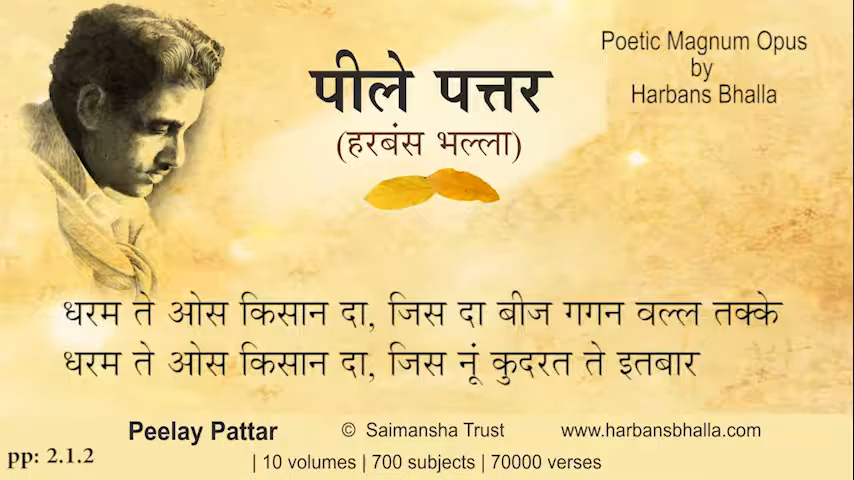 पीले पत्तर
(हरबंस भल्ला)
Poetic Magnum Opus
by
Harbans Bhalla
धरम ते ओस किसान दा, जिस दा बीज गगन वल्ल तक्के
धरम ते ओस किसान दा, जिस नूं कुदरत ते इतबार
Peelay Pattar © Saimansha Trust www.harbansbhalla.com
pp: 2.1.2
| 10 volumes | 700 subjects | 70000 verses